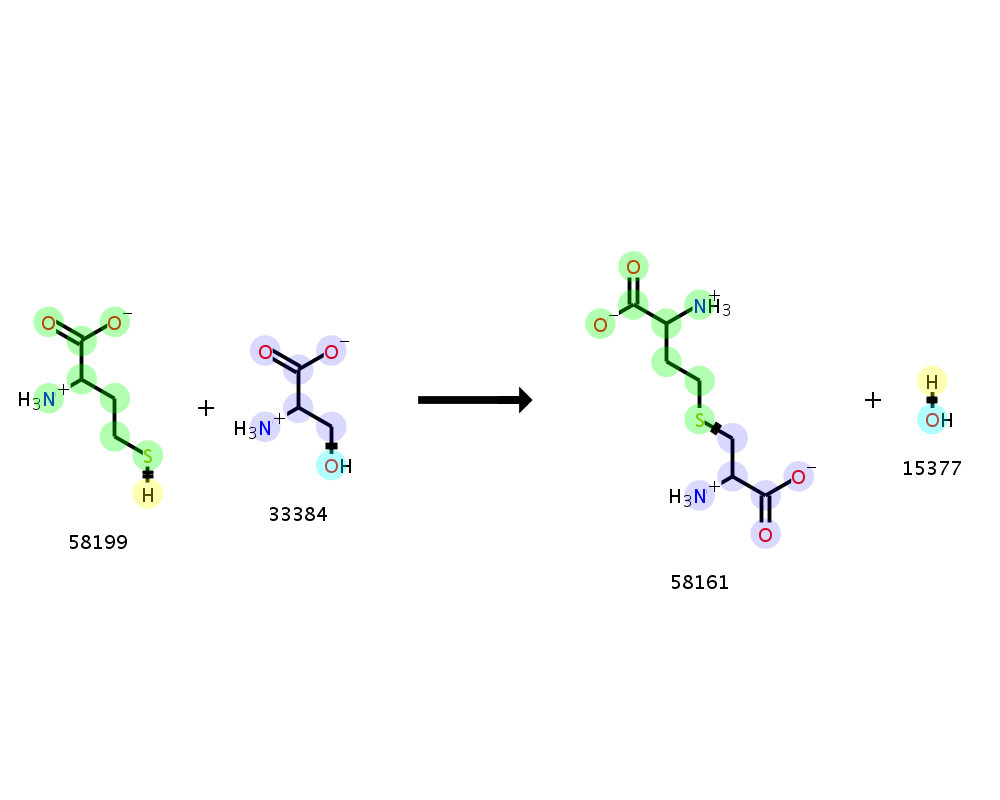 O O⁻
H₃N⁺
S
H
58199
+
O O⁻
H₃N⁺
OH
33384
O
O⁻ NH₃⁺
S
H₃N⁺ O⁻
O
58161
+
H
OH
15377